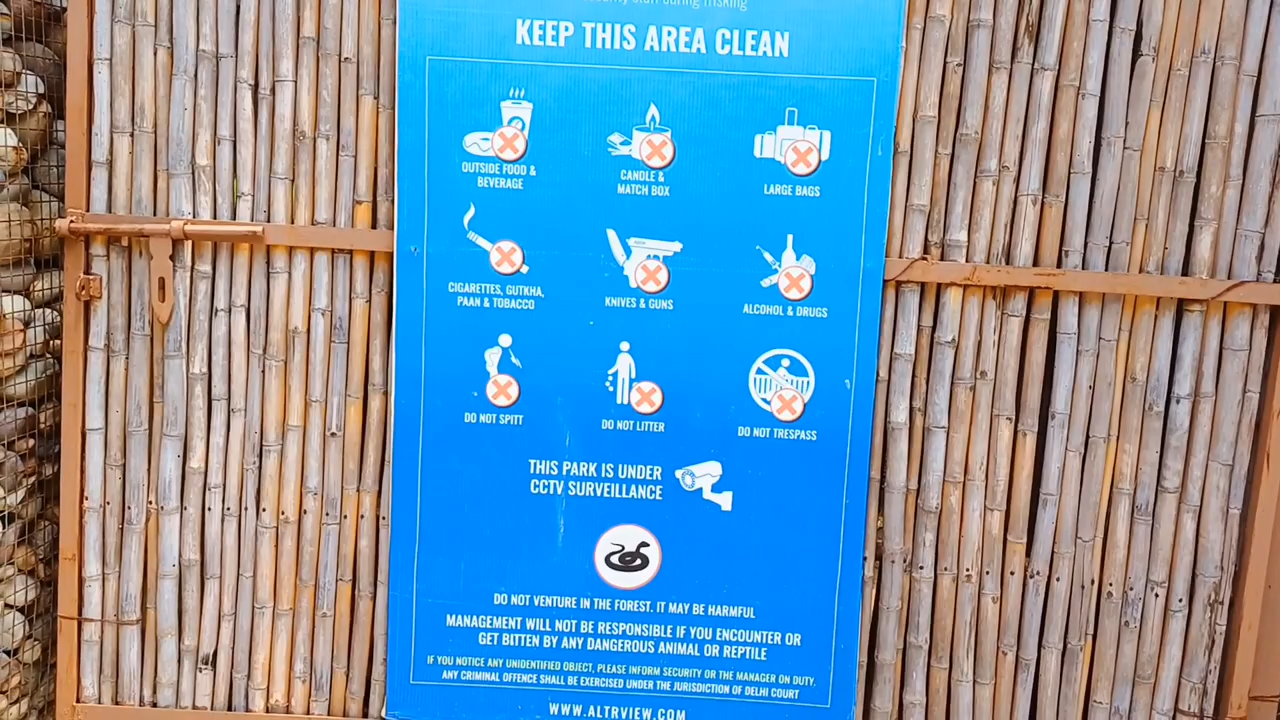 security staff during frisking
KEEP THIS AREA CLEAN
OUTSIDE FOOD &
BEVERAGE
CANDLE &
MATCH BOX
LARGE BAGS
CIGARETTES, GUTKHA,
PAAN & TOBACCO
KNIVES & GUNS
ALCOHOL & DRUGS
DO NOT SPITT
DO NOT LITTER
DO NOT TRESPASS
THIS PARK IS UNDER
CCTV SURVEILLANCE
DO NOT VENTURE IN THE FOREST. IT MAY BE HARMFUL
MANAGEMENT WILL NOT BE RESPONSIBLE IF YOU ENCOUNTER OR
GET BITTEN BY ANY DANGEROUS ANIMAL OR REPTILE
IF YOU NOTICE ANY UNIDENTIFIED OBJECT, PLEASE INFORM SECURITY OR THE MANAGER ON DUTY.
ANY CRIMINAL OFFENCE SHALL BE EXERCISED UNDER THE JURISDICTION OF DELHI COURT
WWW.ALTRVIEW.COM